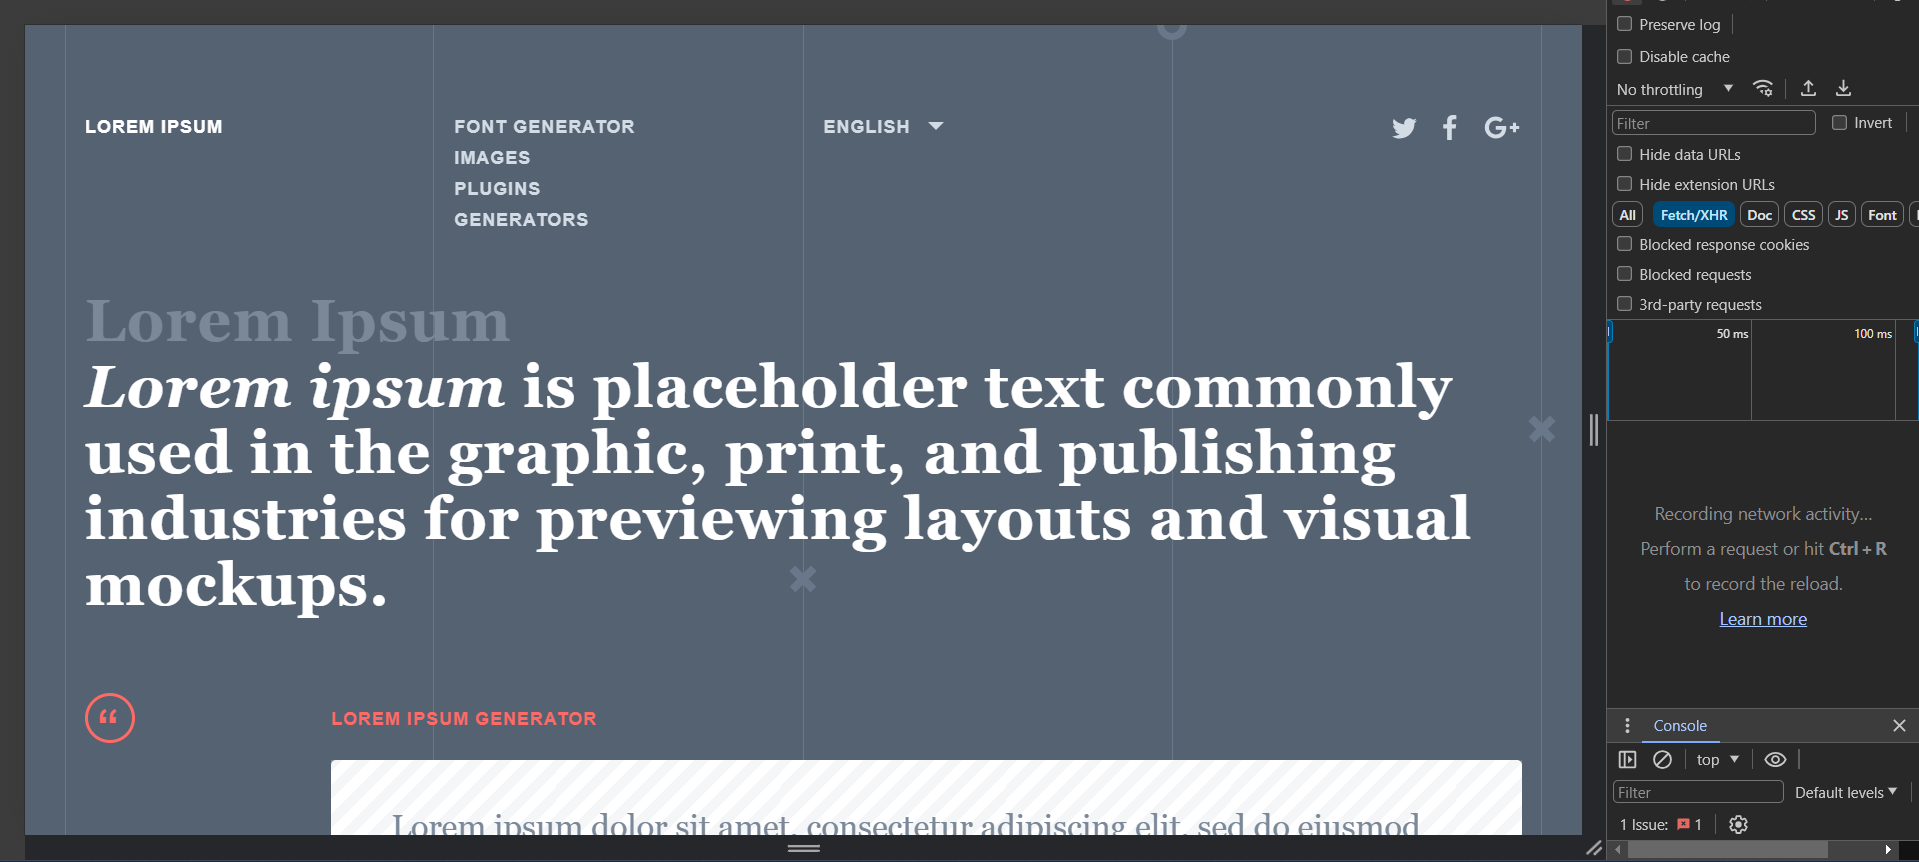 LOREM IPSUM
FONT GENERATOR
IMAGES
PLUGINS
GENERATORS
ENGLISH
G+
Lorem Ipsum
Lorem ipsum is placeholder text commonly
used in the graphic, print, and publishing
industries for previewing layouts and visual
mockups.
LOREM IPSUM GENERATOR
Lorem ipsum dolor sit amet, consectetur adipiscing elit, sed do eiusmod
Preserve log
Disable cache
No throttling
Filter
Invert
Hide data URLs
Hide extension URLs
All Fetch/XHR Doc CSS JS Font
Blocked response cookies
Blocked requests
3rd-party requests
50 ms 100 ms
Recording network activity...
Perform a request or hit Ctrl + R
to record the reload.
Learn more
Console
top
Filter
Default levels
1 Issue: 1